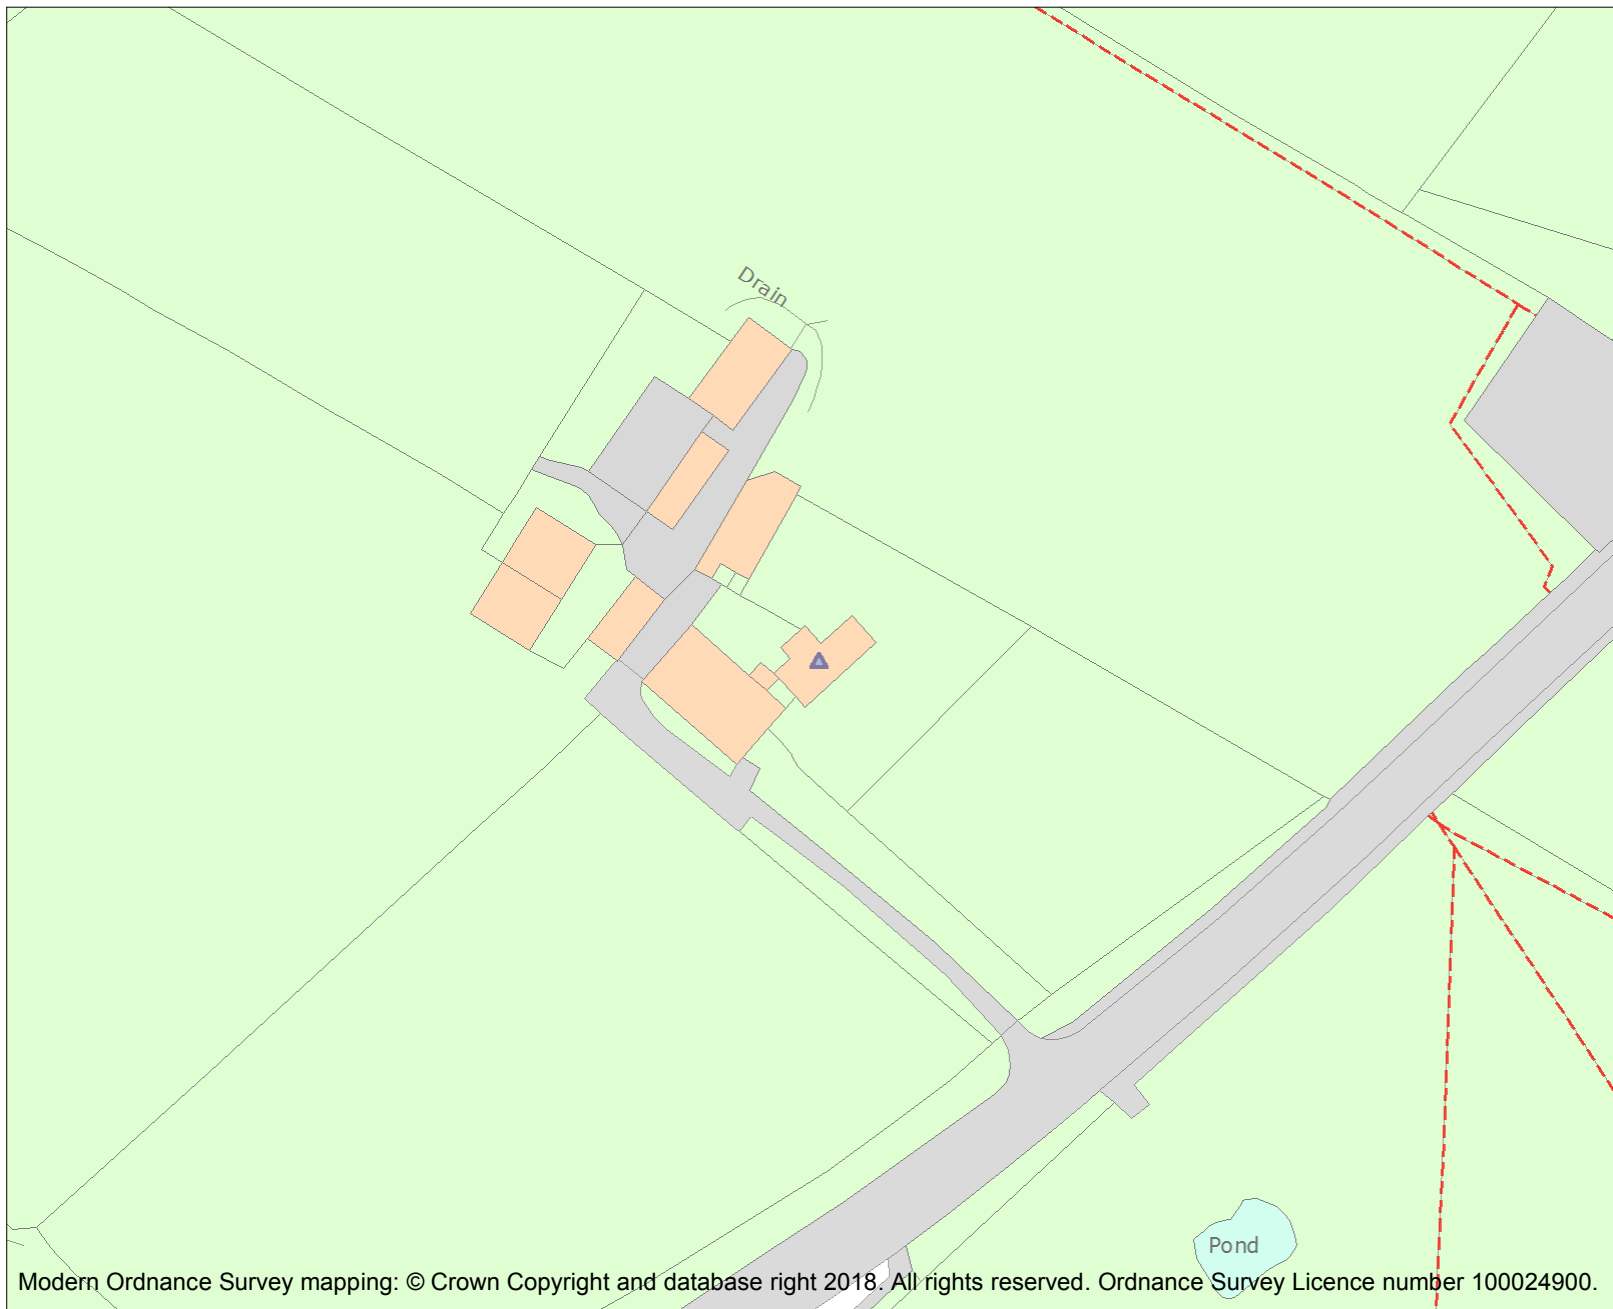 Drain
Pond
Modern Ordnance Survey mapping: © Crown Copyright and database right 2018. All rights reserved. Ordnance Survey Licence number 100024900.